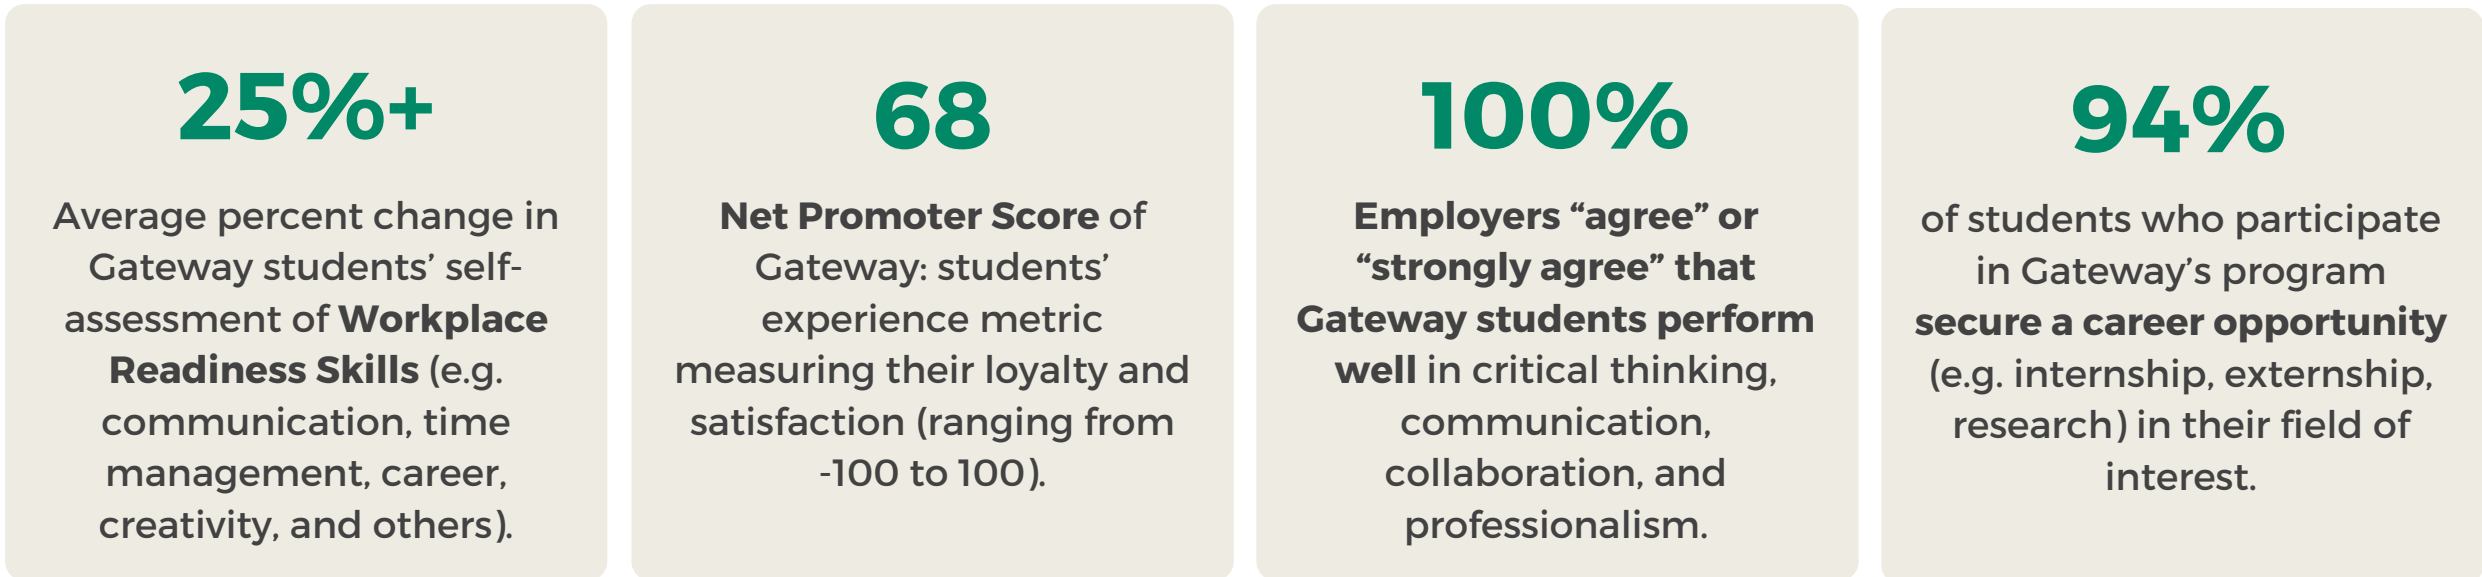 25%+
Average percent change in
Gateway students’ self-
assessment of Workplace
Readiness Skills (e.g.
communication, time
management, career,
creativity, and others).
68
Net Promoter Score of
Gateway: students’
experience metric
measuring their loyalty and
satisfaction (ranging from
-100 to 100).
100%
Employers “agree” or
“strongly agree” that
Gateway students perform
well in critical thinking,
communication,
collaboration, and
professionalism.
94%
of students who participate
in Gateway’s program
secure a career opportunity
(e.g. internship, externship,
research) in their field of
interest.